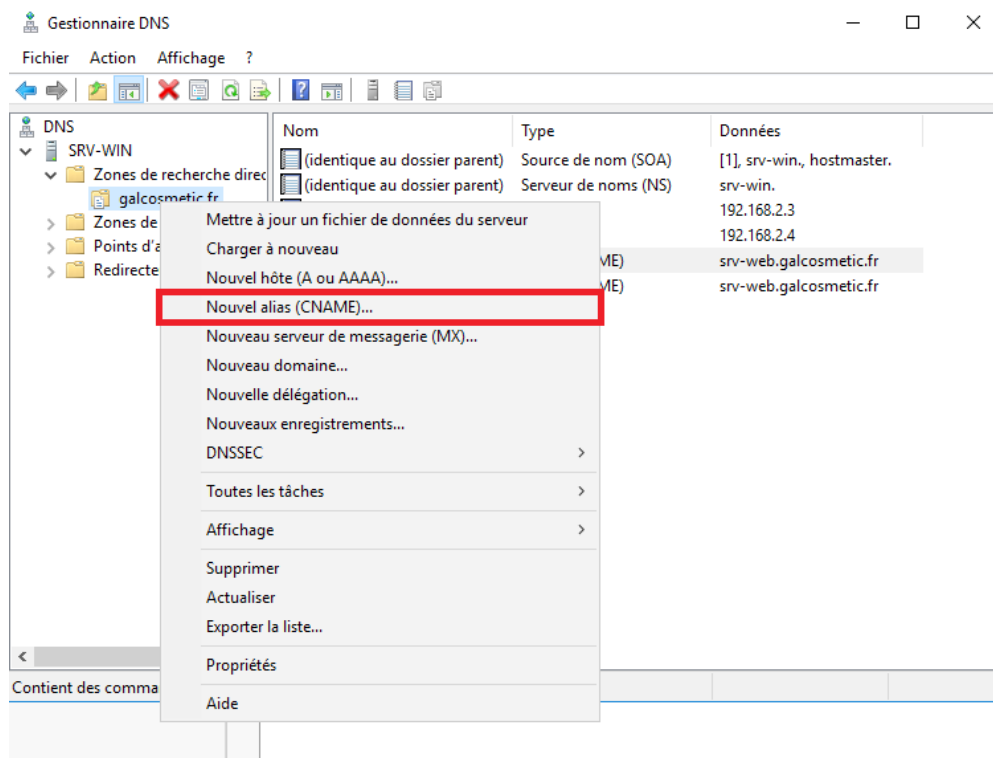 Gestionnaire DNS
Fichier Action Affichage ?
DNS
SRV-WIN
Zones de recherche direc
galcosmetic.fr
Zones de
Points d'a
Redirecte
Nom Type Données
(identique au dossier parent) Source de nom (SOA) [1], srv-win., hostmaster.
(identique au dossier parent) Serveur de noms (NS) srv-win.
192.168.2.3
192.168.2.4
ME) srv-web.galcosmetic.fr
ME) srv-web.galcosmetic.fr
Mettre à jour un fichier de données du serveur
Charger à nouveau
Nouvel hôte (A ou AAAA)...
Nouvel alias (CNAME)...
Nouveau serveur de messagerie (MX)...
Nouveau domaine...
Nouvelle délégation...
Nouveaux enregistrements...
DNSSEC
Toutes les tâches
Affichage
Supprimer
Actualiser
Exporter la liste...
Propriétés
Aide
Contient des comma